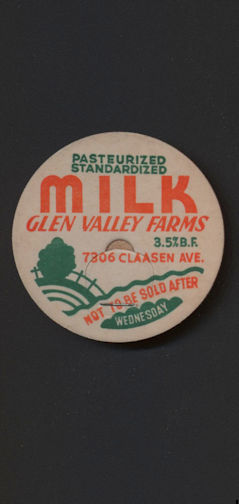 PASTEURIZED
STANDARDIZED
MILK
GLEN VALLEY FARMS
3.5% B.F.
7306 CLAASEN AVE.
NOT TO BE SOLD AFTER
WEDNESDAY